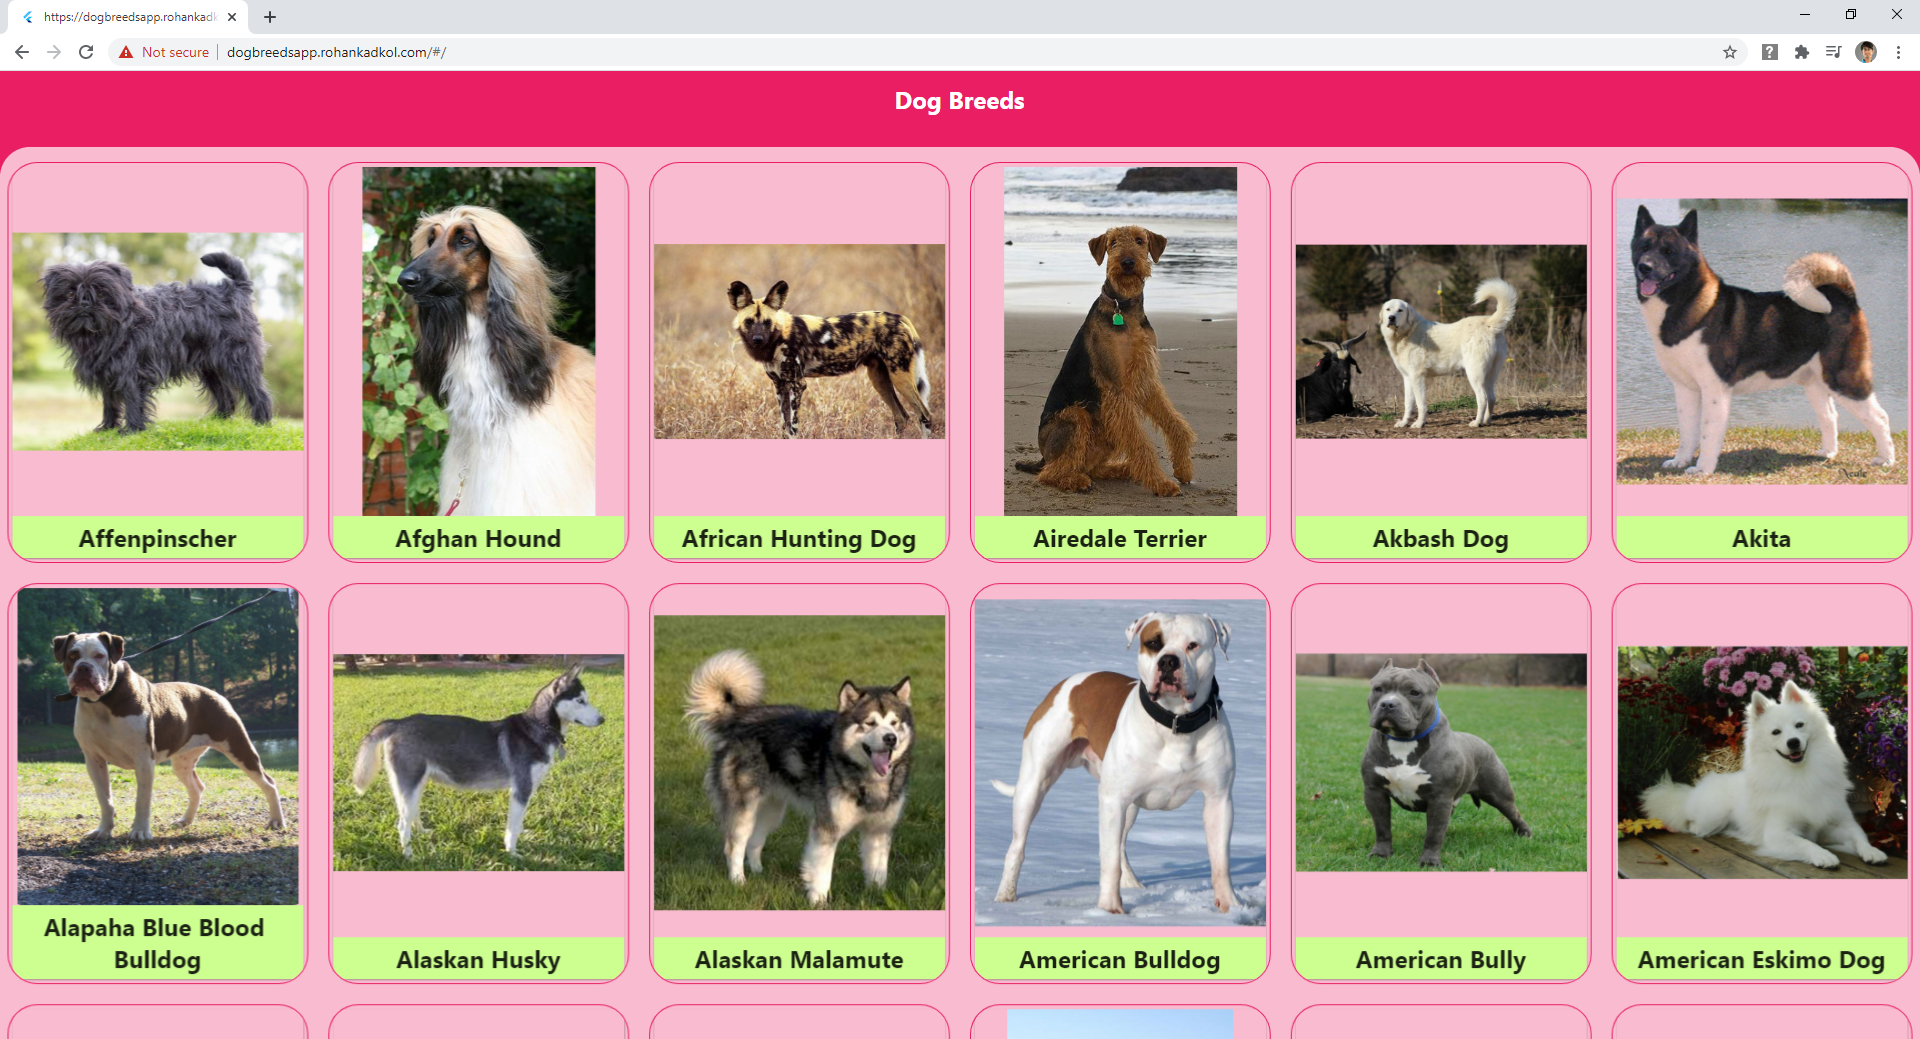 https://dogbreedsapp.rohankadk
Not secure
dogbreedsapp.rohankadkol.com/#/
Dog Breeds
Affenpinscher
Afghan Hound
African Hunting Dog
Airedale Terrier
Akbash Dog
Akita
Alapaha Blue Blood
Bulldog
Alaskan Husky
Alaskan Malamute
American Bulldog
American Bully
American Eskimo Dog